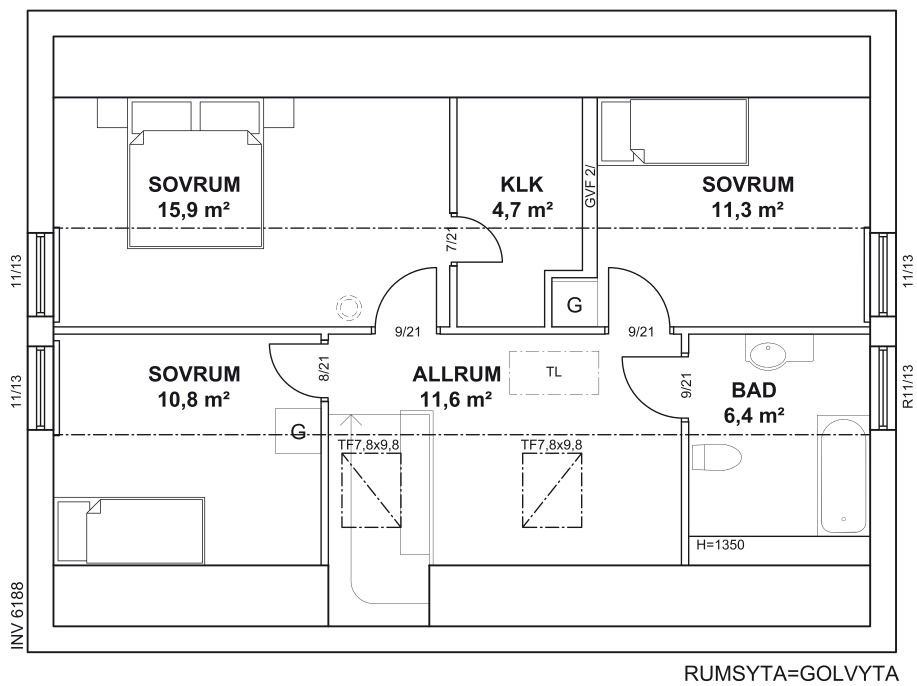 SOVRUM
15,9 m²
KLK
4,7 m²
GVF 2/
SOVRUM
11,3 m²
7/21
11/13
11/13
G
9/21
9/21
SOVRUM
10,8 m²
8/21
ALLRUM
11,6 m²
TL
9/21
BAD
6,4 m²
11/13
R11/13
G
TF7,8x9,8
TF7,8x9,8
H=1350
INV 6188
RUMSYTA=GOLVYTA